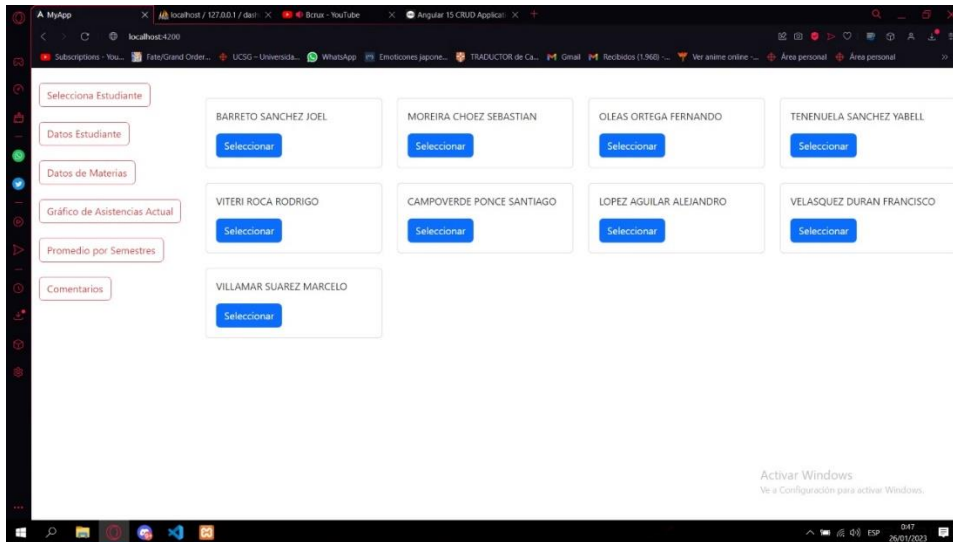 MyApp
localhost / 127.0.0.1 / dash
Bcrux - YouTube
Angular 15 CRUD Applicati
localhost:4200
Subscriptions - You...
Fate/Grand Order...
UCSG – Universida...
WhatsApp
Emoticones japone...
TRADUCTOR de Ca...
Gmail
Recibidos (1.968) -...
Ver anime online -...
Área personal
Área personal
Selecciona Estudiante
Datos Estudiante
Datos de Materias
Gráfico de Asistencias Actual
Promedio por Semestres
Comentarios
BARRETO SANCHEZ JOEL
Seleccionar
MOREIRA CHOEZ SEBASTIAN
Seleccionar
OLEAS ORTEGA FERNANDO
Seleccionar
TENENUELA SANCHEZ YABELL
Seleccionar
VITERI ROCA RODRIGO
Seleccionar
CAMPOVERDE PONCE SANTIAGO
Seleccionar
LOPEZ AGUILAR ALEJANDRO
Seleccionar
VELASQUEZ DURAN FRANCISCO
Seleccionar
VILLAMAR SUAREZ MARCELO
Seleccionar
Activar Windows
Ve a Configuración para activar Windows.
ESP
0:47
26/01/2023